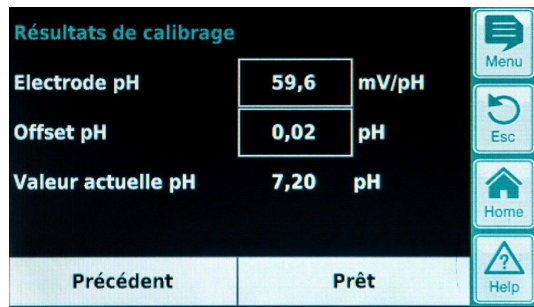 Résultats de calibrage
Electrode pH 59,6 mV/pH
Offset pH 0,02 pH
Valeur actuelle pH 7,20 pH
Précédent Prêt
Menu
Esc
Home
? Help